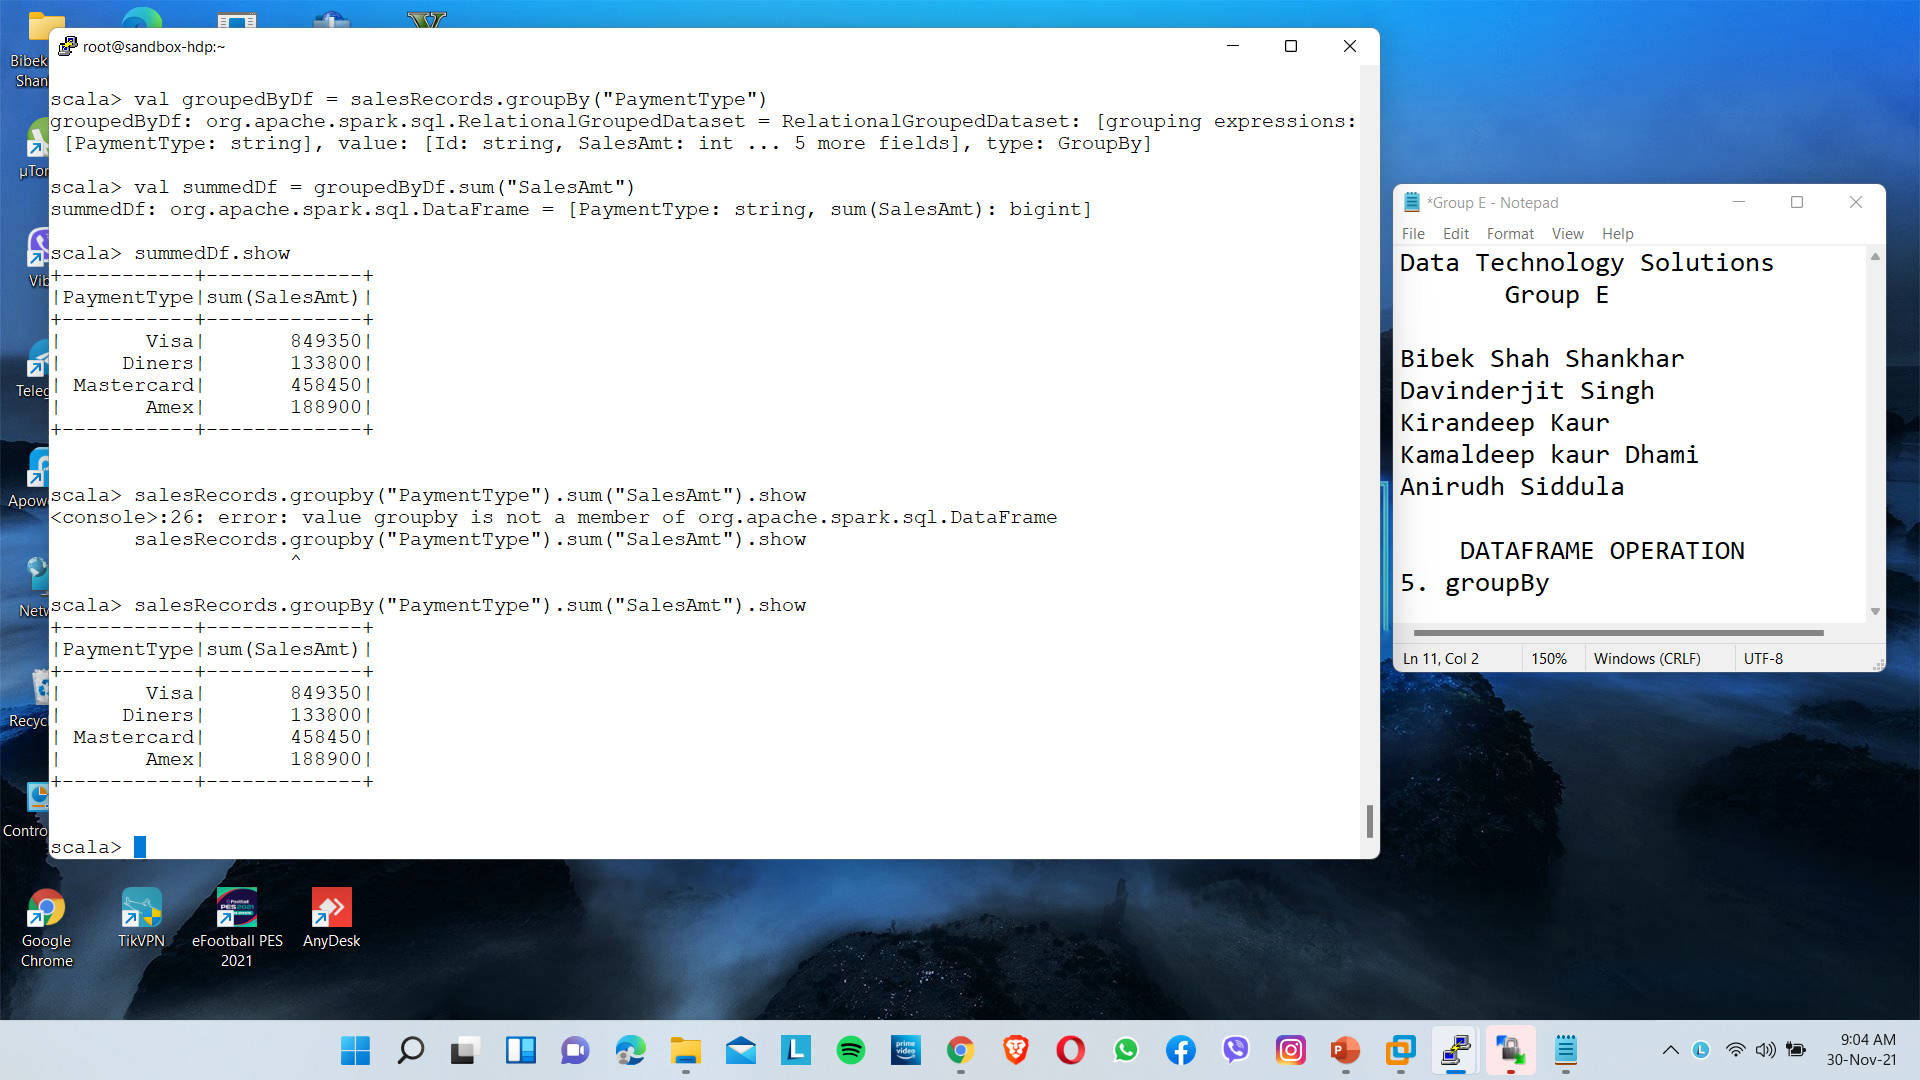 Bibek
Shan
µTor
Vib
Teleg
Apow
Netw
Recyc
Contro
root@sandbox-hdp:~
scala> val groupedByDf = salesRecords.groupBy("PaymentType")
groupedByDf: org.apache.spark.sql.RelationalGroupedDataset = RelationalGroupedDataset: [grouping expressions:
 [PaymentType: string], value: [Id: string, SalesAmt: int ... 5 more fields], type: GroupBy]
scala> val summedDf = groupedByDf.sum("SalesAmt")
summedDf: org.apache.spark.sql.DataFrame = [PaymentType: string, sum(SalesAmt): bigint]
scala> summedDf.show
+-----------+-------------+
|PaymentType|sum(SalesAmt)|
+-----------+-------------+
|       Visa|       849350|
|     Diners|       133800|
| Mastercard|       458450|
|       Amex|       188900|
+-----------+-------------+
scala> salesRecords.groupby("PaymentType").sum("SalesAmt").show
<console>:26: error: value groupby is not a member of org.apache.spark.sql.DataFrame
       salesRecords.groupby("PaymentType").sum("SalesAmt").show
                    ^
scala> salesRecords.groupBy("PaymentType").sum("SalesAmt").show
+-----------+-------------+
|PaymentType|sum(SalesAmt)|
+-----------+-------------+
|       Visa|       849350|
|     Diners|       133800|
| Mastercard|       458450|
|       Amex|       188900|
+-----------+-------------+
scala>
*Group E - Notepad
File Edit Format View Help
Data Technology Solutions
Group E
Bibek Shah Shankhar
Davinderjit Singh
Kirandeep Kaur
Kamaldeep kaur Dhami
Anirudh Siddula
DATAFRAME OPERATION
5. groupBy
Ln 11, Col 2 150% Windows (CRLF) UTF-8
Google
Chrome
TikVPN
eFootball PES
2021
AnyDesk
prime
video
9:04 AM
30-Nov-21